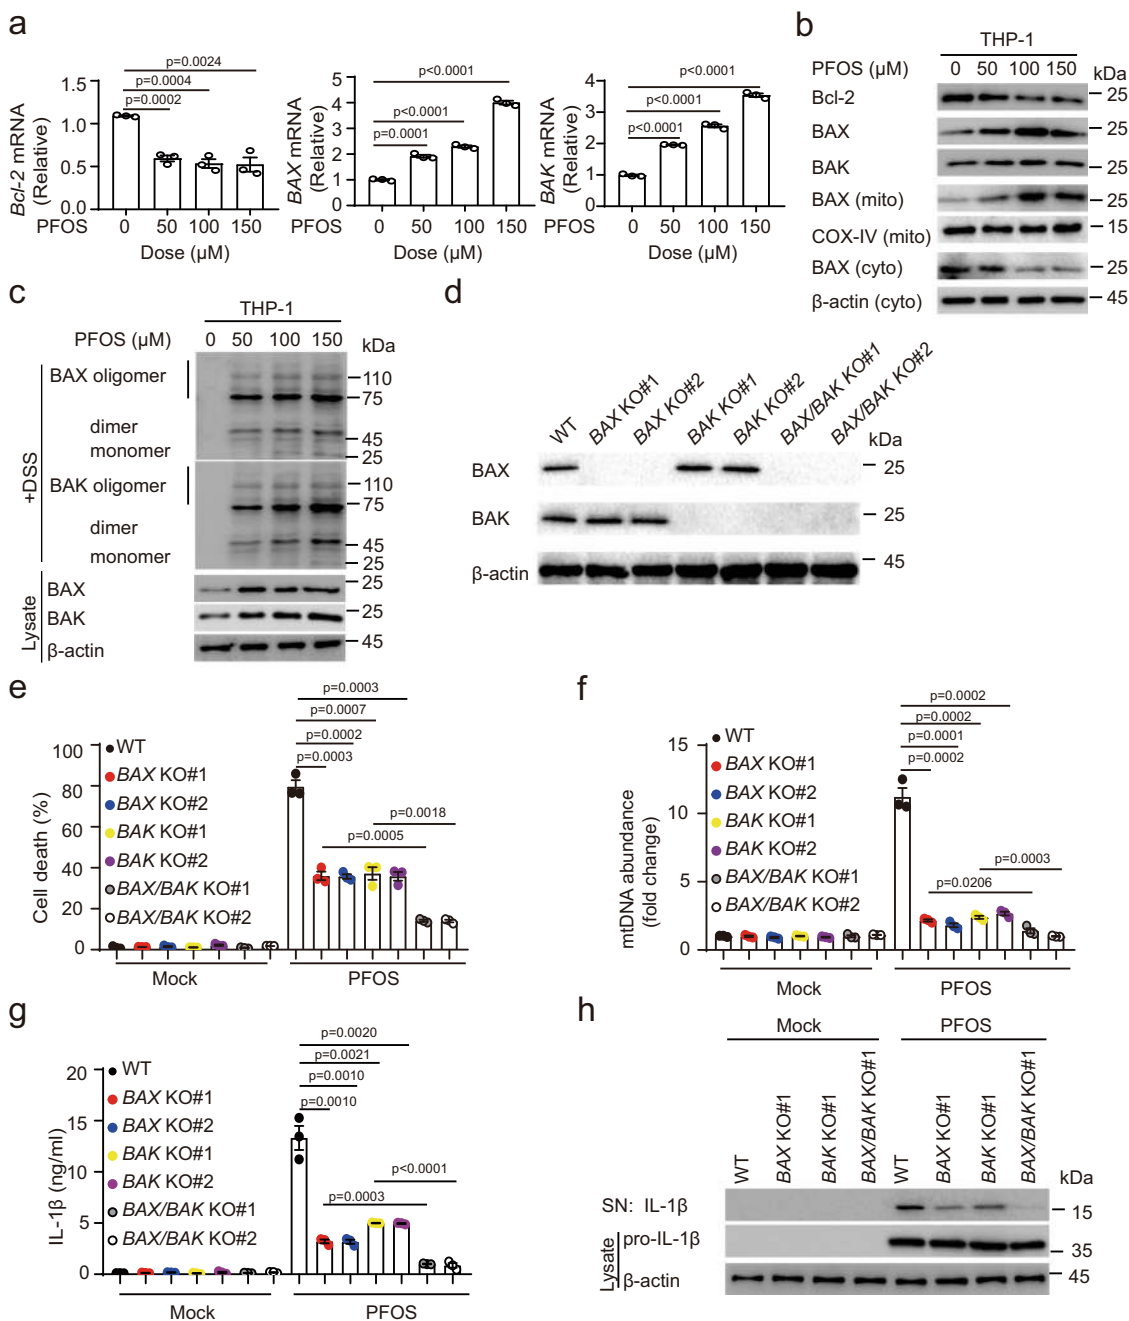 a
p=0.0024
p=0.0004
p=0.0002
1.5
1.0
0.5
0.0
Bcl-2 mRNA
(Relative)
PFOS
0 50 100 150
Dose (μM)
p<0.0001
p<0.0001
p=0.0001
5
4
3
2
1
0
BAX mRNA
(Relative)
PFOS
0 50 100 150
Dose (μM)
p<0.0001
p<0.0001
p<0.0001
4
2
0
BAK mRNA
(Relative)
PFOS
0 50 100 150
Dose (μM)
b
THP-1
PFOS (μM) 0 50 100 150 kDa
Bcl-2 25
BAX 25
BAK 25
BAX (mito) 25
COX-IV (mito) 15
BAX (cyto) 25
β-actin (cyto) 45
c
THP-1
PFOS (μM) 0 50 100 150
kDa
+DSS
BAX oligomer 110
75
dimer
45
monomer 25
BAK oligomer 110
75
dimer
45
monomer
25
Lysate
BAX 25
BAK 25
β-actin 45
d
WT BAX KO#1 BAX KO#2 BAK KO#1 BAK KO#2 BAX/BAK KO#1 BAX/BAK KO#2
kDa
BAX 25
BAK 25
β-actin 45
e
p=0.0003
p=0.0007
p=0.0002
p=0.0003
p=0.0018
p=0.0005
100
80
60
40
20
0
Cell death (%)
WT
BAX KO#1
BAX KO#2
BAK KO#1
BAK KO#2
BAX/BAK KO#1
BAX/BAK KO#2
Mock PFOS
f
p=0.0002
p=0.0002
p=0.0001
p=0.0002
p=0.0003
p=0.0206
15
10
5
0
mtDNA abundance
(fold change)
WT
BAX KO#1
BAX KO#2
BAK KO#1
BAK KO#2
BAX/BAK KO#1
BAX/BAK KO#2
Mock PFOS
g
p=0.0020
p=0.0021
p=0.0010
p=0.0010
p<0.0001
p=0.0003
20
15
10
5
0
IL-1β (ng/ml)
WT
BAX KO#1
BAX KO#2
BAK KO#1
BAK KO#2
BAX/BAK KO#1
BAX/BAK KO#2
Mock PFOS
h
Mock PFOS
WT BAX KO#1 BAK KO#1 BAX/BAK KO#1 WT BAX KO#1 BAK KO#1 BAX/BAK KO#1
kDa
SN: IL-1β 15
Lysate
pro-IL-1β 35
β-actin 45